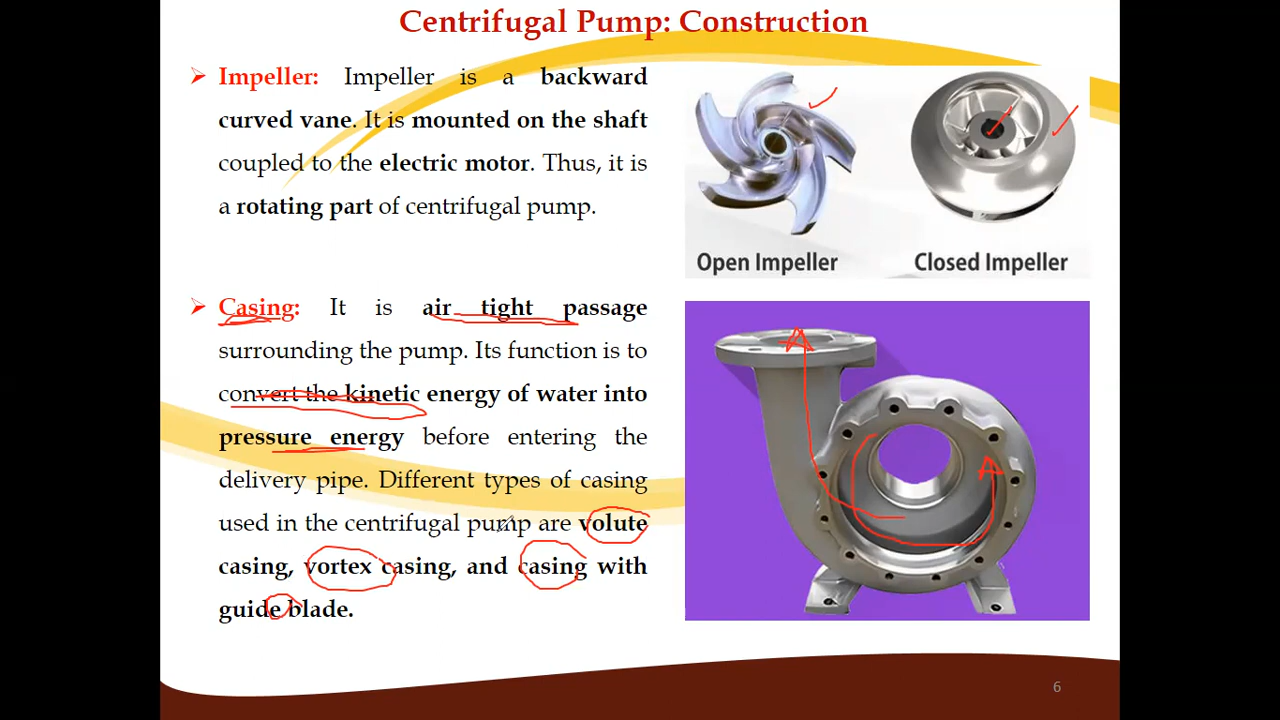 Centrifugal Pump: Construction
Impeller: Impeller is a backward
curved vane. It is mounted on the shaft
coupled to the electric motor. Thus, it is
a rotating part of centrifugal pump.
Open Impeller
Closed Impeller
Casing: It is air tight passage
surrounding the pump. Its function is to
convert the kinetic energy of water into
pressure energy before entering the
delivery pipe. Different types of casing
used in the centrifugal pump are volute
casing, vortex casing, and casing with
guide blade.
6